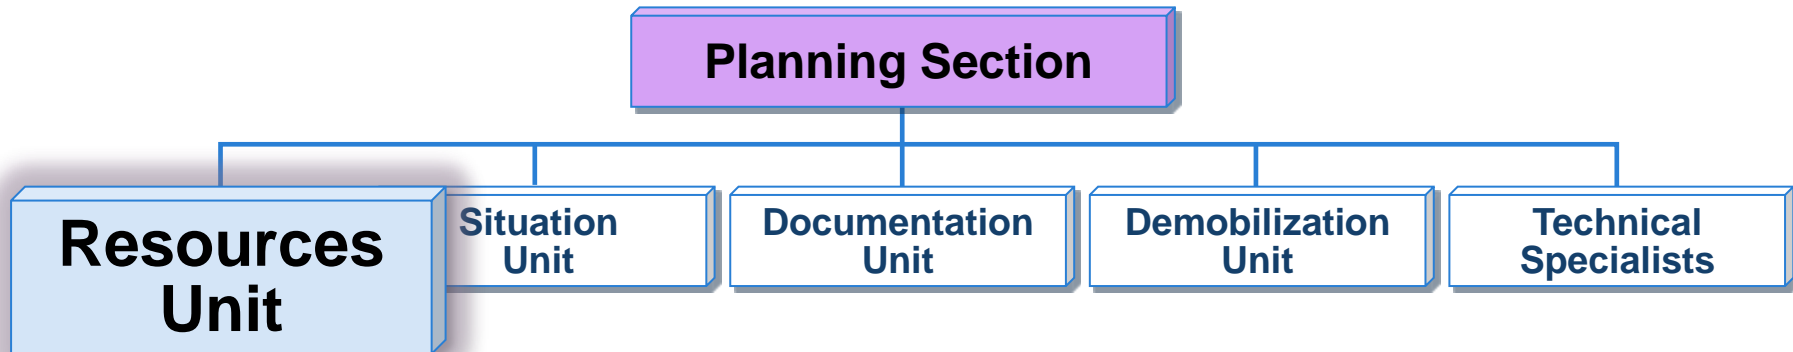 Planning Section
Resources
Unit
Situation
Unit
Documentation
Unit
Demobilization
Unit
Technical
Specialists